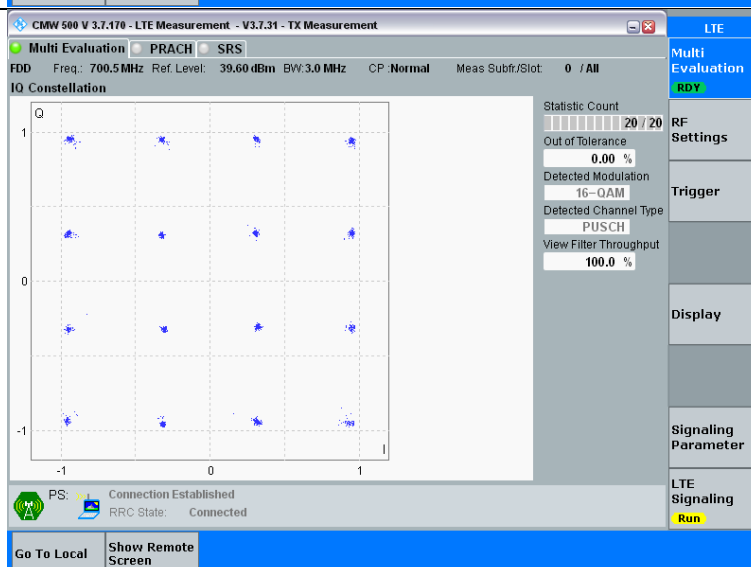 CMW 500 V 3.7.170 - LTE Measurement - V3.7.31 - TX Measurement
LTE
Multi Evaluation PRACH SRS
Multi
Evaluation
RDY
FDD Freq.: 700.5 MHz Ref. Level: 39.60 dBm BW: 3.0 MHz CP : Normal Meas Subfr./Slot: 0 / All
IQ Constellation
Q
1
0
-1
-1 0 1
I
Statistic Count
20 / 20
Out of Tolerance
0.00 %
Detected Modulation
16-QAM
Detected Channel Type
PUSCH
View Filter Throughput
100.0 %
RF
Settings
Trigger
Display
Signaling
Parameter
LTE
Signaling
Run
PS: Connection Established
RRC State: Connected
Go To Local
Show Remote
Screen